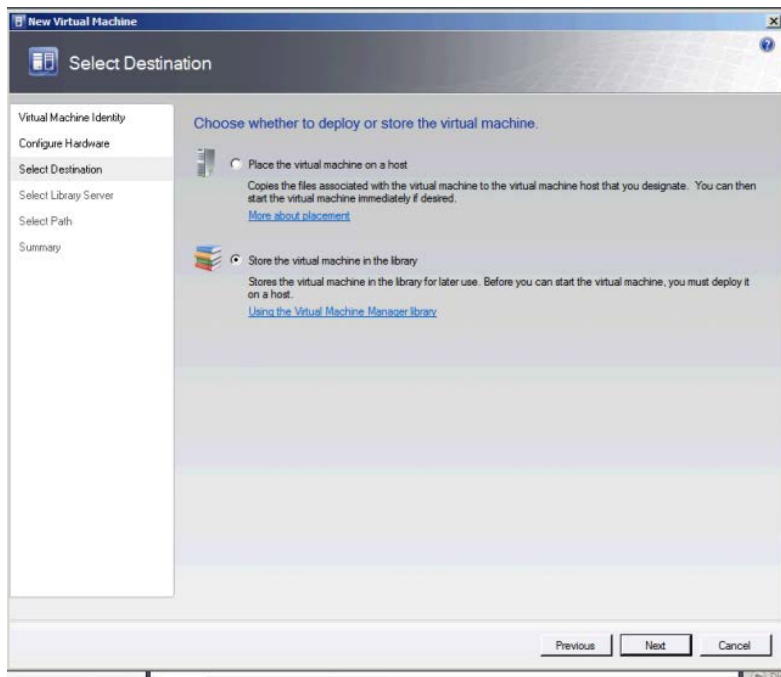 New Virtual Machine
Select Destination
Virtual Machine Identity
Configure Hardware
Select Destination
Select Library Server
Select Path
Summary
Choose whether to deploy or store the virtual machine.
Place the virtual machine on a host
Copies the files associated with the virtual machine to the virtual machine host that you designate. You can then
start the virtual machine immediately if desired.
More about placement
Store the virtual machine in the library
Stores the virtual machine in the library for later use. Before you can start the virtual machine, you must deploy it
on a host.
Using the Virtual Machine Manager library
Previous
Next
Cancel